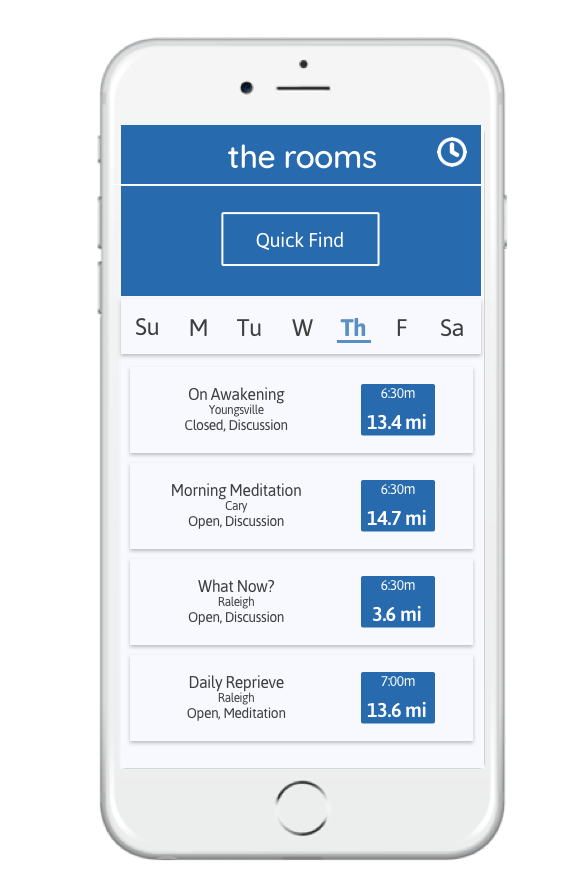 the rooms
Quick Find
Su M Tu W Th F Sa
On Awakening
Youngsville
Closed, Discussion
6:30m
13.4 mi
Morning Meditation
Cary
Open, Discussion
6:30m
14.7 mi
What Now?
Raleigh
Open, Discussion
6:30m
3.6 mi
Daily Reprieve
Raleigh
Open, Meditation
7:00m
13.6 mi